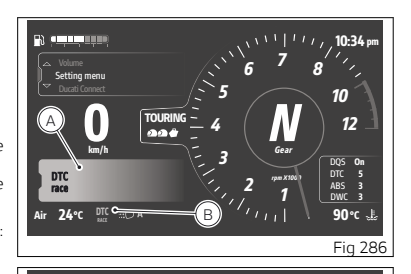 10:34 pm
Volume
Setting menu
Ducati Connect
7
6
8
5
10
TOURING
4
12
A
0
km/h
N
Gear
3
2
rpm X1000
1
DQS On
DTC 5
ABS 3
DWC 3
DTC
race
B
Air 24°C
DTC
RACE
A
90°C
e
e
:
Fig 286